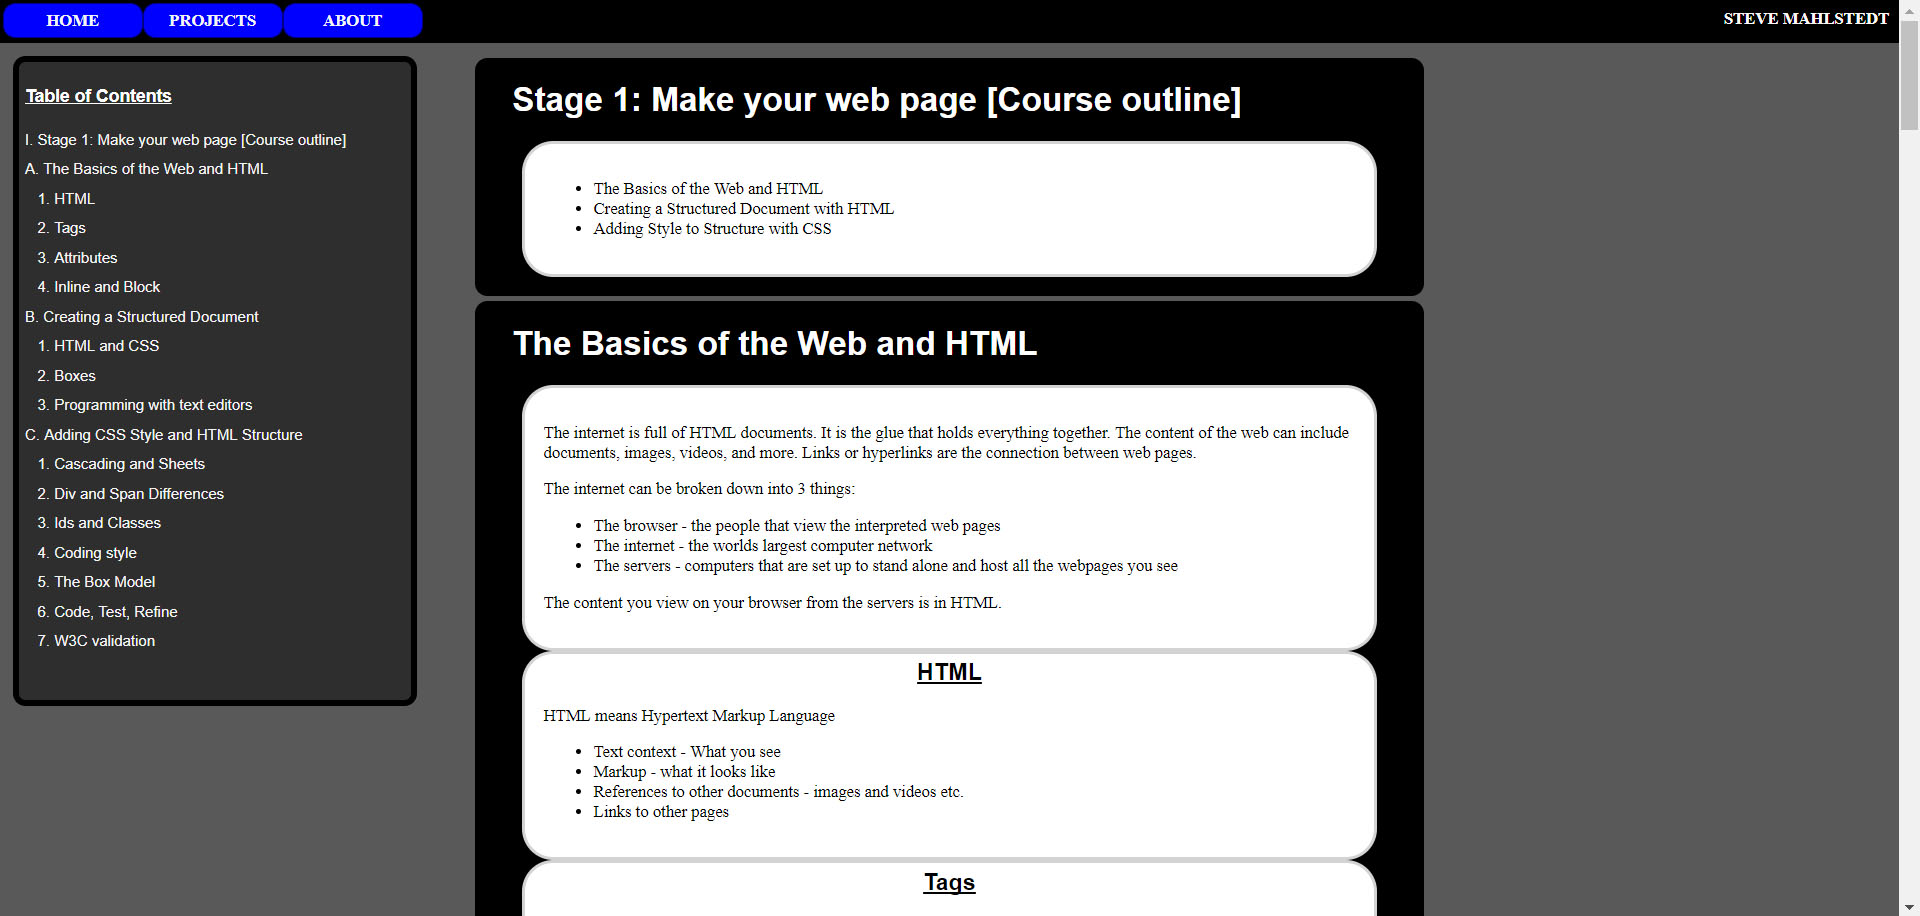 HOME PROJECTS ABOUT STEVE MAHLSTEDT
Table of Contents
I. Stage 1: Make your web page [Course outline]
A. The Basics of the Web and HTML
1. HTML
2. Tags
3. Attributes
4. Inline and Block
B. Creating a Structured Document
1. HTML and CSS
2. Boxes
3. Programming with text editors
C. Adding CSS Style and HTML Structure
1. Cascading and Sheets
2. Div and Span Differences
3. Ids and Classes
4. Coding style
5. The Box Model
6. Code, Test, Refine
7. W3C validation
Stage 1: Make your web page [Course outline]
• The Basics of the Web and HTML
• Creating a Structured Document with HTML
• Adding Style to Structure with CSS
The Basics of the Web and HTML
The internet is full of HTML documents. It is the glue that holds everything together. The content of the web can include
documents, images, videos, and more. Links or hyperlinks are the connection between web pages.
The internet can be broken down into 3 things:
• The browser - the people that view the interpreted web pages
• The internet - the worlds largest computer network
• The servers - computers that are set up to stand alone and host all the webpages you see
The content you view on your browser from the servers is in HTML.
HTML
HTML means Hypertext Markup Language
• Text context - What you see
• Markup - what it looks like
• References to other documents - images and videos etc.
• Links to other pages
Tags